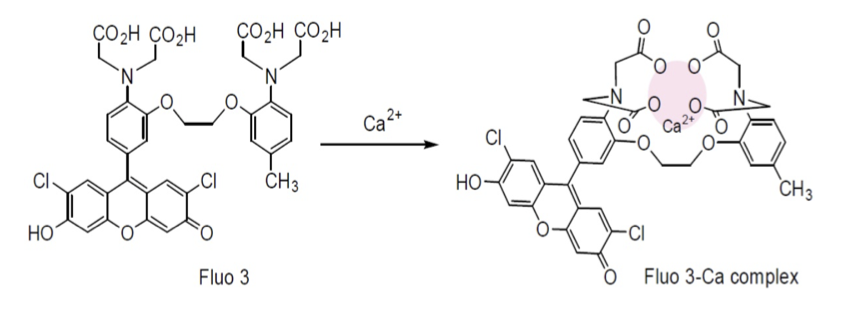 CO₂H CO₂H CO₂H CO₂H
N N
O O
Cl Cl
CH₃
HO O O
Fluo 3
Ca²⁺
O O
O O
N N
O O
O Ca²⁺ O
Cl
O O
HO
CH₃
O Cl
O
Fluo 3-Ca complex